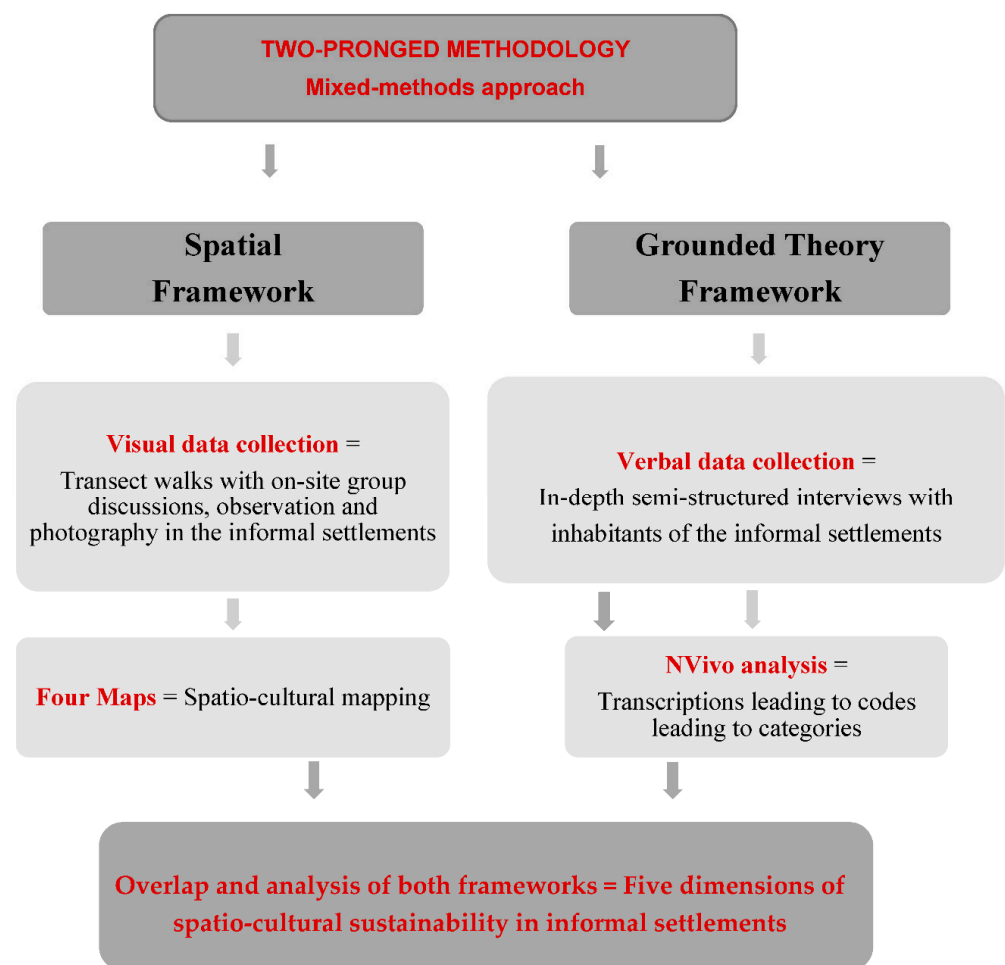 TWO-PRONGED METHODOLOGY
Mixed-methods approach
Spatial
Framework
Grounded Theory
Framework
Visual data collection =
Transect walks with on-site group
discussions, observation and
photography in the informal settlements
Verbal data collection =
In-depth semi-structured interviews with
inhabitants of the informal settlements
Four Maps = Spatio-cultural mapping
NVivo analysis =
Transcriptions leading to codes
leading to categories
Overlap and analysis of both frameworks = Five dimensions of
spatio-cultural sustainability in informal settlements